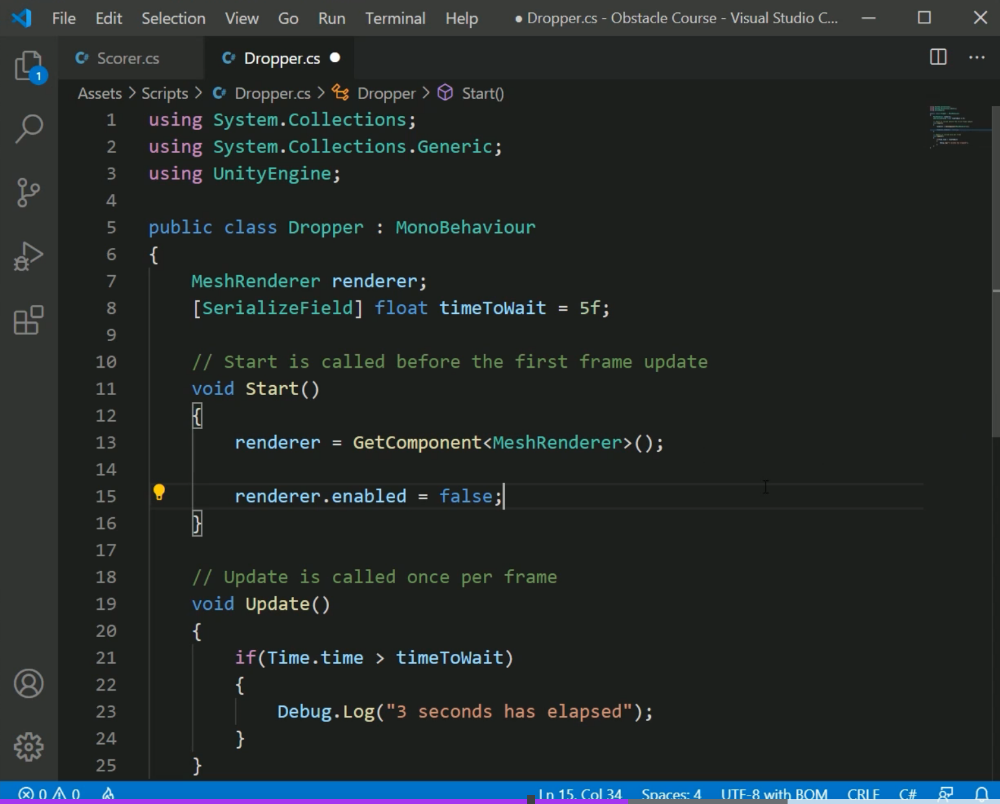 File Edit Selection View Go Run Terminal Help ● Dropper.cs - Obstacle Course - Visual Studio C...
Scorer.cs Dropper.cs
Assets > Scripts > Dropper.cs > Dropper > Start()
1 using System.Collections;
2 using System.Collections.Generic;
3 using UnityEngine;
4
5 public class Dropper : MonoBehaviour
6 {
7 MeshRenderer renderer;
8 [SerializeField] float timeToWait = 5f;
9
10 // Start is called before the first frame update
11 void Start()
12 {
13 renderer = GetComponent<MeshRenderer>();
14
15 renderer.enabled = false;
16 }
17
18 // Update is called once per frame
19 void Update()
20 {
21 if(Time.time > timeToWait)
22 {
23 Debug.Log("3 seconds has elapsed");
24 }
25 }
1
0 0 Ln 15, Col 34 Spaces: 4 UTF-8 with BOM CRLF C#